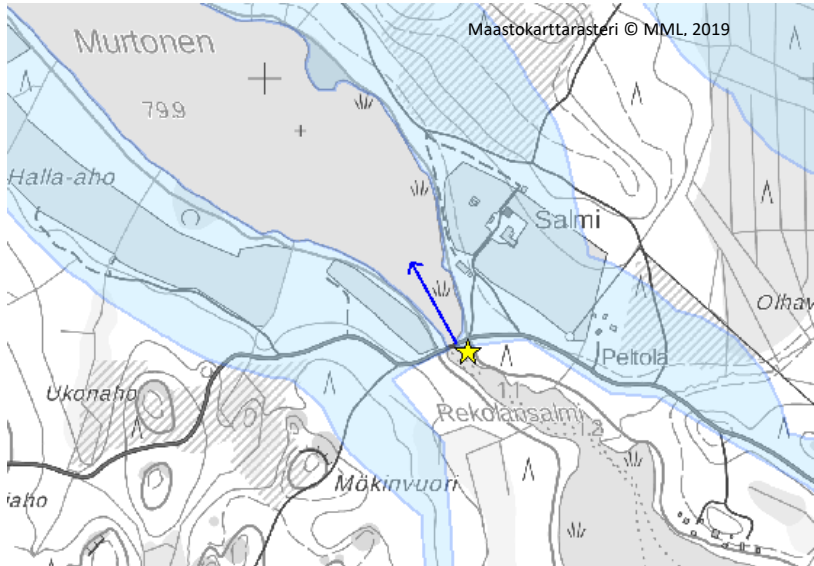 Maastokarttarasteri © MML, 2019
Murtonen
79.9
Halla-aho
Salmi
Olhav
Peltola
1.1
Ukonaho
Rekolansalmi
1.2
Mökinvuori
iaho